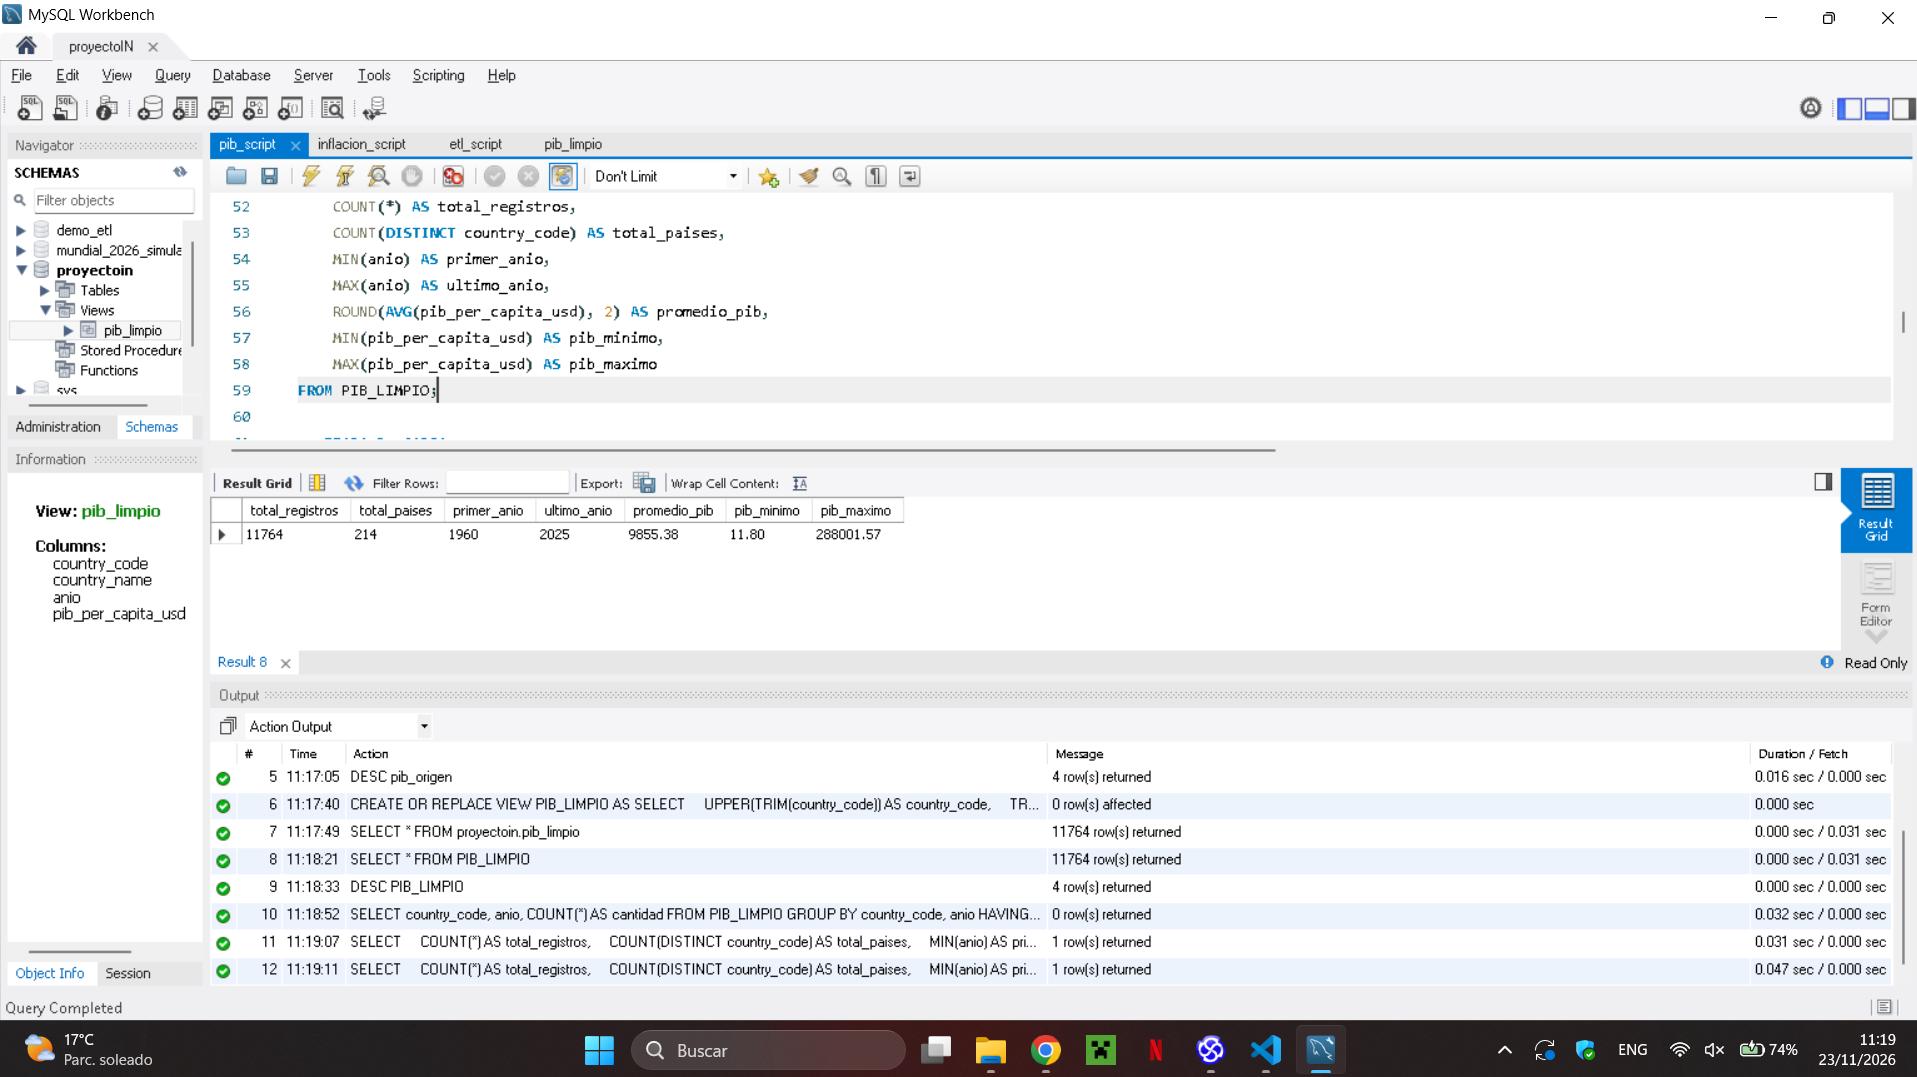 MySQL Workbench
proyectoIN
File Edit View Query Database Server Tools Scripting Help
Navigator
SCHEMAS
Filter objects
demo_etl
mundial_2026_simula
proyectoin
Tables
Views
pib_limpio
Stored Procedure
Functions
sys
Administration Schemas
Information
View: pib_limpio
Columns:
country_code
country_name
anio
pib_per_capita_usd
Object Info Session
pib_script inflacion_script etl_script pib_limpio
Don't Limit
52 COUNT(*) AS total_registros,
53 COUNT(DISTINCT country_code) AS total_paises,
54 MIN(anio) AS primer_anio,
55 MAX(anio) AS ultimo_anio,
56 ROUND(AVG(pib_per_capita_usd), 2) AS promedio_pib,
57 MIN(pib_per_capita_usd) AS pib_minimo,
58 MAX(pib_per_capita_usd) AS pib_maximo
59 FROM PIB_LIMPIO;
60
Result Grid Filter Rows: Export: Wrap Cell Content:
total_registros total_paises primer_anio ultimo_anio promedio_pib pib_minimo pib_maximo
11764 214 1960 2025 9855.38 11.80 288001.57
Result Grid
Form Editor
Result 8 Read Only
Output
Action Output
# Time Action Message Duration / Fetch
5 11:17:05 DESC pib_origen 4 row(s) returned 0.016 sec / 0.000 sec
6 11:17:40 CREATE OR REPLACE VIEW PIB_LIMPIO AS SELECT UPPER(TRIM(country_code)) AS country_code, TR... 0 row(s) affected 0.000 sec
7 11:17:49 SELECT * FROM proyectoin.pib_limpio 11764 row(s) returned 0.000 sec / 0.031 sec
8 11:18:21 SELECT * FROM PIB_LIMPIO 11764 row(s) returned 0.000 sec / 0.031 sec
9 11:18:33 DESC PIB_LIMPIO 4 row(s) returned 0.000 sec / 0.000 sec
10 11:18:52 SELECT country_code, anio, COUNT(*) AS cantidad FROM PIB_LIMPIO GROUP BY country_code, anio HAVING... 0 row(s) returned 0.032 sec / 0.000 sec
11 11:19:07 SELECT COUNT(*) AS total_registros, COUNT(DISTINCT country_code) AS total_paises, MIN(anio) AS pri... 1 row(s) returned 0.031 sec / 0.000 sec
12 11:19:11 SELECT COUNT(*) AS total_registros, COUNT(DISTINCT country_code) AS total_paises, MIN(anio) AS pri... 1 row(s) returned 0.047 sec / 0.000 sec
Query Completed
17°C
Parc. soleado
Buscar
ENG
74%
11:19
23/11/2026